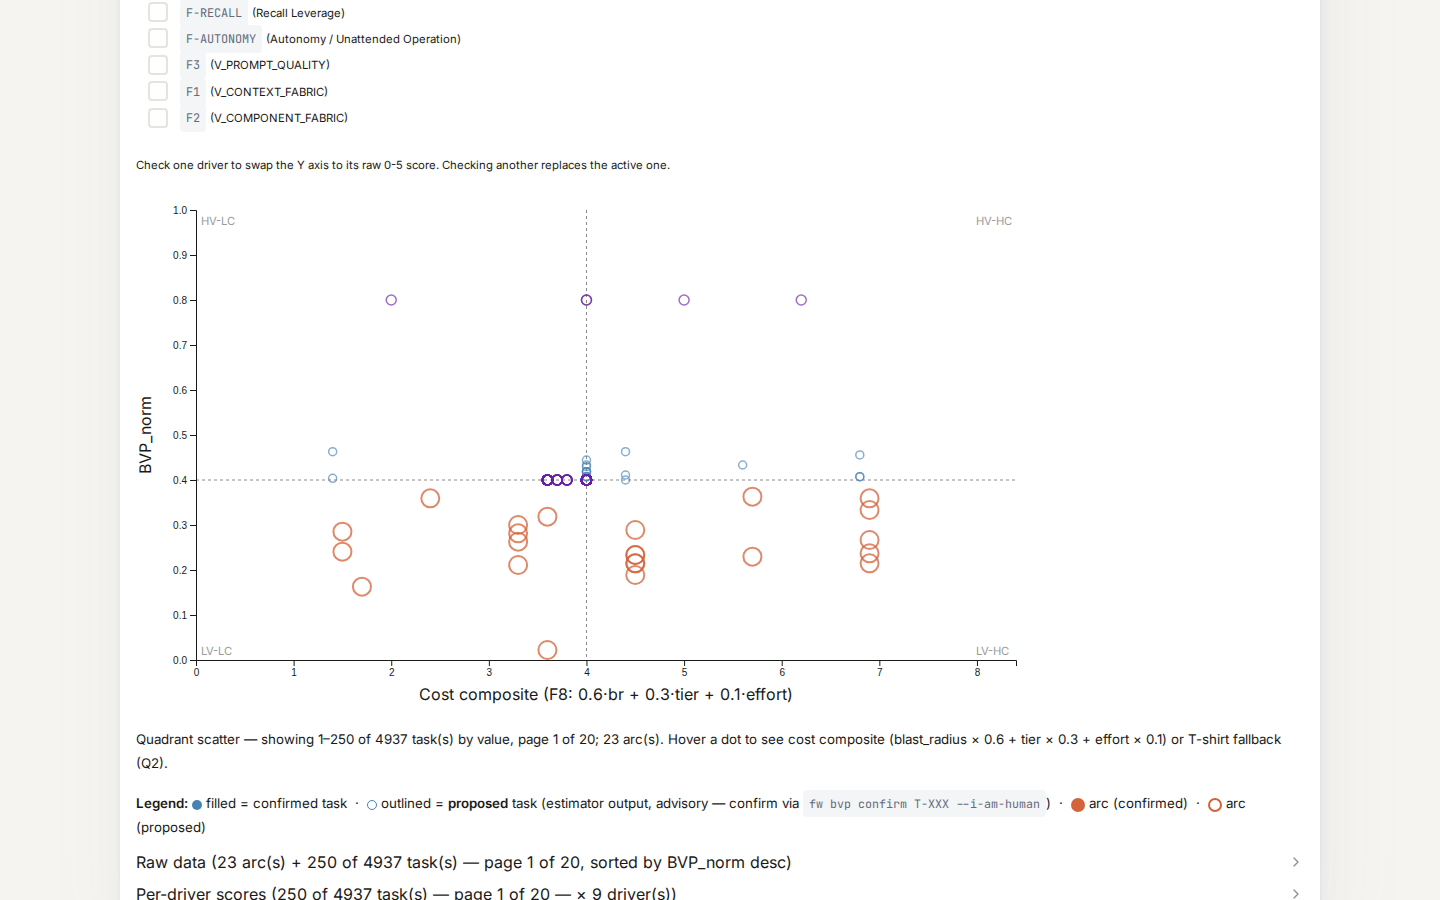 F-RECALL (Recall Leverage)
F-AUTONOMY (Autonomy / Unattended Operation)
F3 (V_PROMPT_QUALITY)
F1 (V_CONTEXT_FABRIC)
F2 (V_COMPONENT_FABRIC)
Check one driver to swap the Y axis to its raw 0-5 score. Checking another replaces the active one.
1.0
HV-LC
HV-HC
0.9
0.8
0.7
0.6
0.5
0.4
0.3
0.2
0.1
0.0
BVP_norm
LV-LC
LV-HC
0 1 2 3 4 5 6 7 8
Cost composite (F8: 0.6·br + 0.3·tier + 0.1·effort)
Quadrant scatter — showing 1–250 of 4937 task(s) by value, page 1 of 20; 23 arc(s). Hover a dot to see cost composite (blast_radius × 0.6 + tier × 0.3 + effort × 0.1) or T-shirt fallback
(Q2).
Legend: filled = confirmed task · outlined = proposed task (estimator output, advisory — confirm via fw bvp confirm T-XXX --i-am-human) · arc (confirmed) · arc
(proposed)
Raw data (23 arc(s) + 250 of 4937 task(s) — page 1 of 20, sorted by BVP_norm desc)
Per-driver scores (250 of 4937 task(s) — page 1 of 20 — × 9 driver(s))